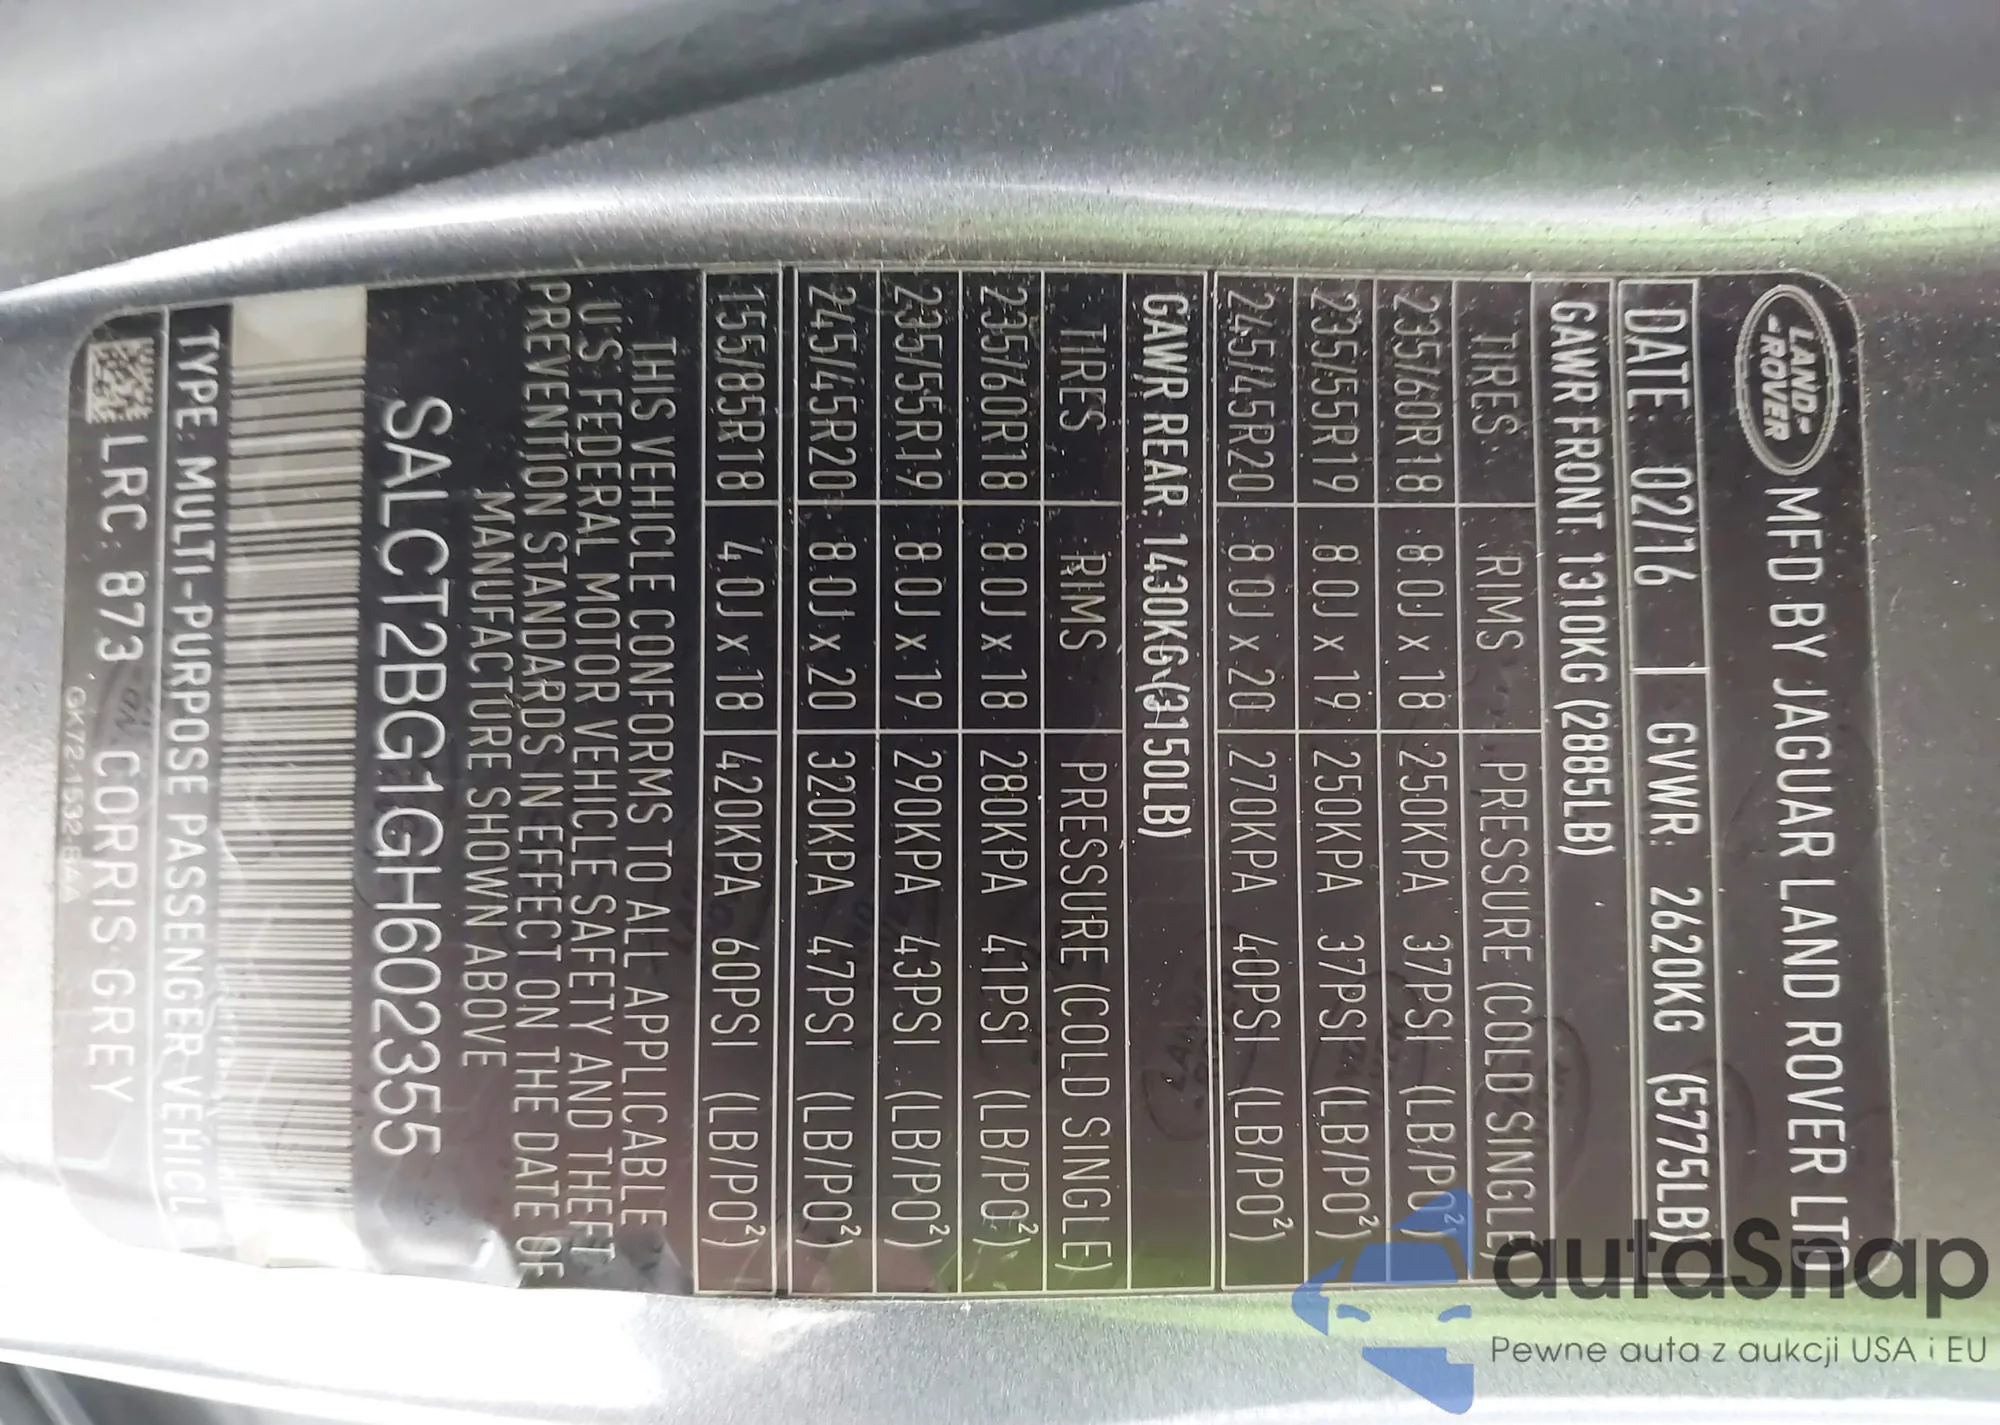 LAND-
-ROVER
MFD BY JAGUAR LAND ROVER LTD
DATE: 02/16 GVWR: 2620KG (5775LB)
GAWR FRONT: 1310KG (2885LB)
TIRES RIMS PRESSURE (COLD SINGLE)
235/60R18 8.0J x 18 250KPA 37PSI (LB/PO²)
235/55R19 8.0J x 19 250KPA 37PSI (LB/PO²)
245/45R20 8.0J x 20 270KPA 40PSI (LB/PO²)
GAWR REAR: 1430KG (3150LB)
TIRES RIMS PRESSURE (COLD SINGLE)
235/60R18 8.0J x 18 280KPA 41PSI (LB/PO²)
235/55R19 8.0J x 19 290KPA 43PSI (LB/PO²)
245/45R20 8.0J x 20 320KPA 47PSI (LB/PO²)
155/85R18 4.0J x 18 420KPA 60PSI (LB/PO²)
THIS VEHICLE CONFORMS TO ALL APPLICABLE
U.S FEDERAL MOTOR VEHICLE SAFETY AND THEFT
PREVENTION STANDARDS IN EFFECT ON THE DATE OF
MANUFACTURE SHOWN ABOVE
SALCT2BG1GH602355
TYPE: MULTI-PURPOSE PASSENGER VEHICLE
LRC: 873 CORRIS GREY
GK72-1532-BAA
autaSnap
Pewne auta z aukcji USA i EU